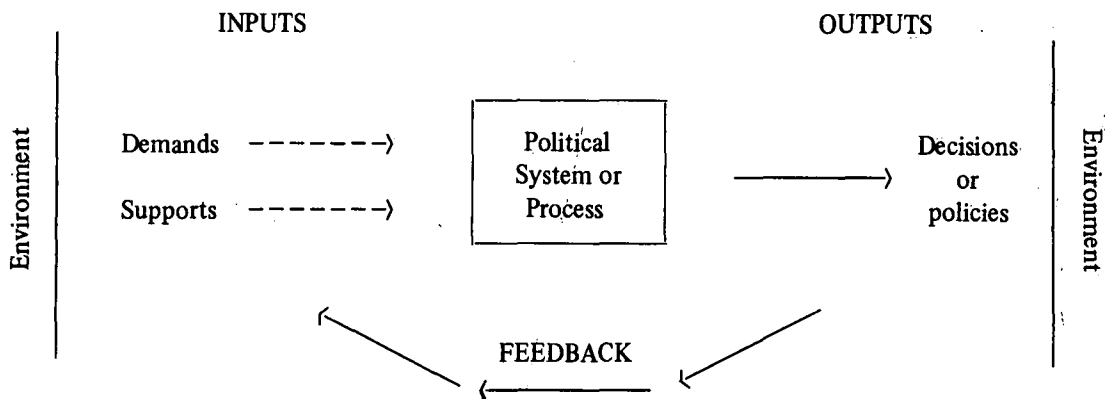 INPUTS
OUTPUTS
Environment
Demands
Supports
Political
System or
Process
Decisions
or
policies
Environment
FEEDBACK